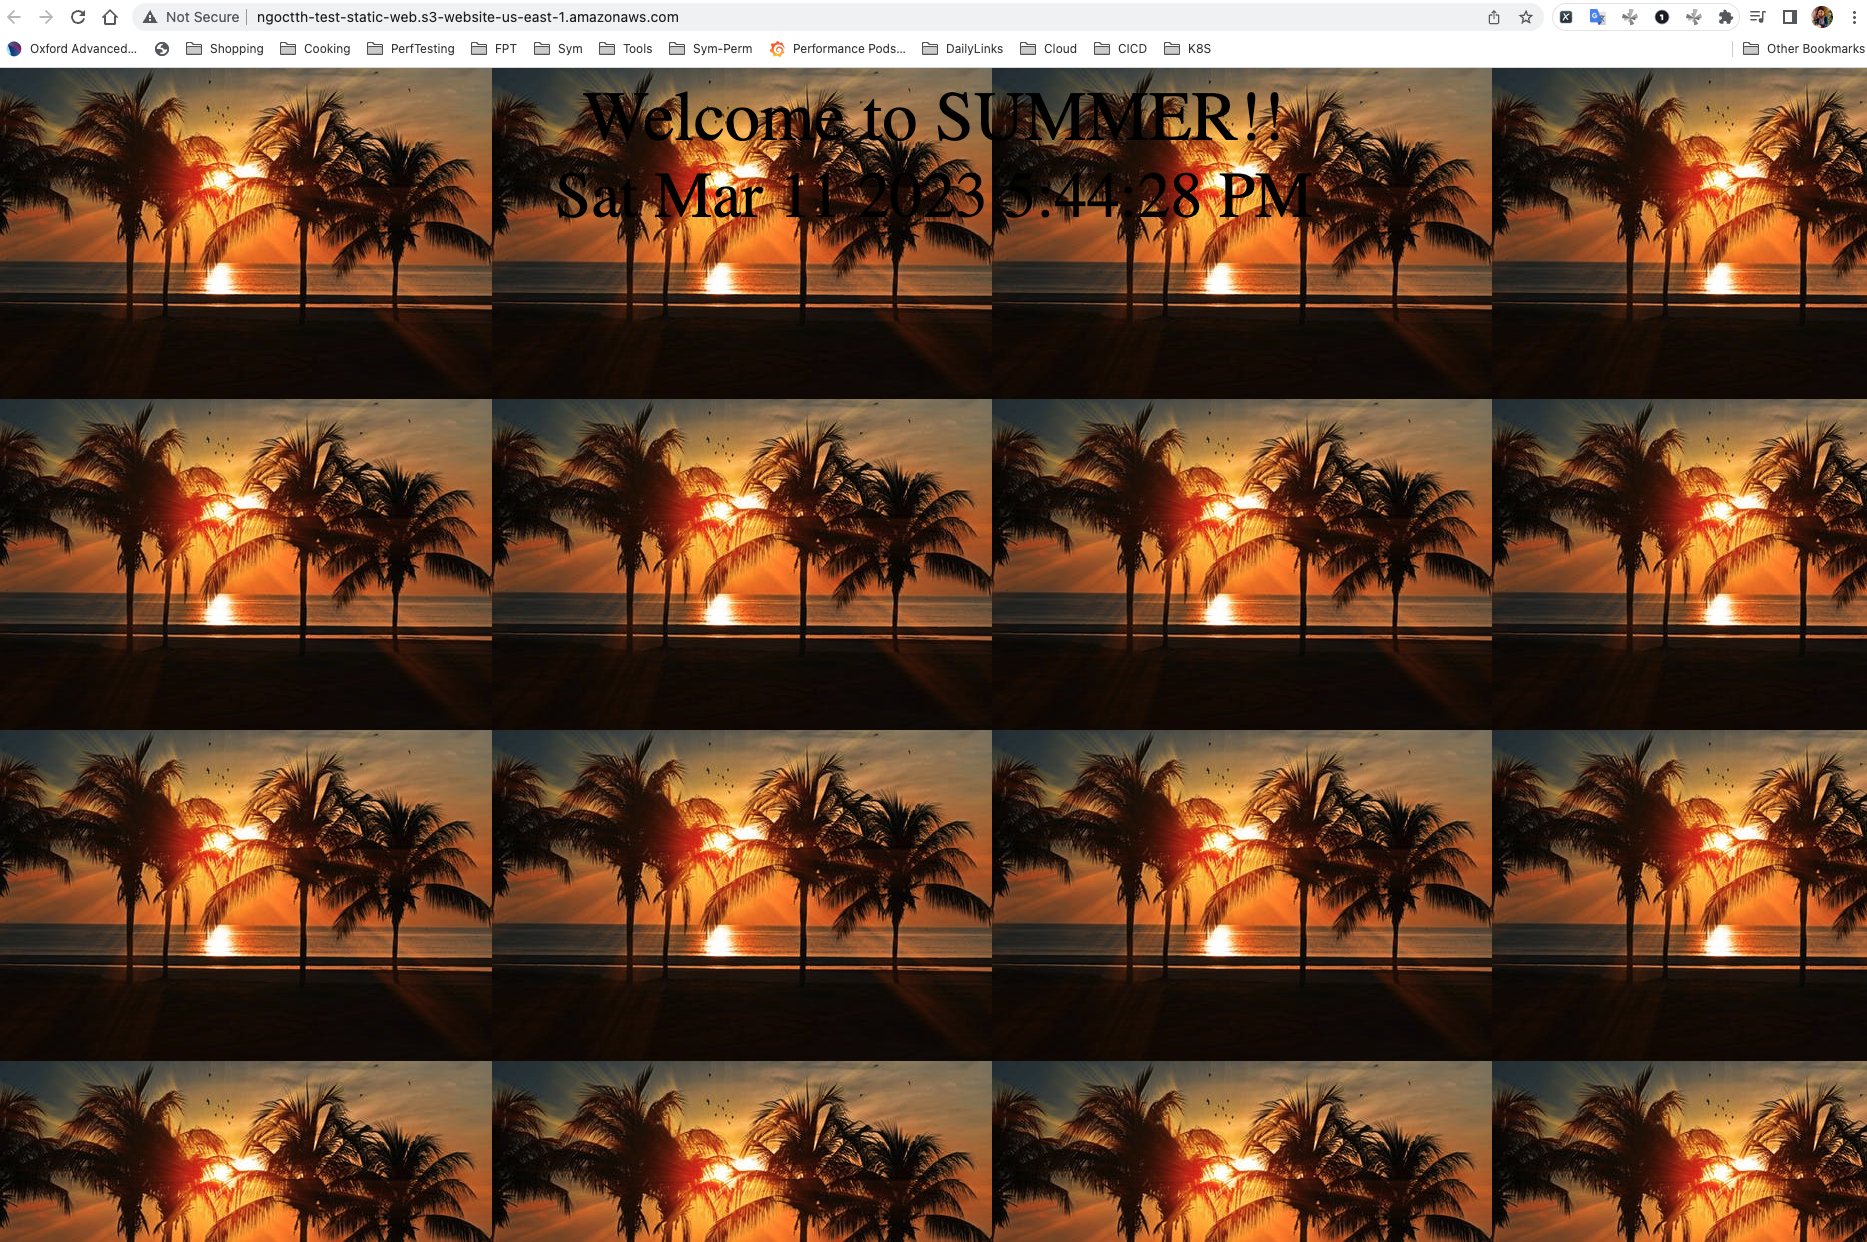 Not Secure
ngoctth-test-static-web.s3-website-us-east-1.amazonaws.com
Oxford Advanced...
Shopping
Cooking
PerfTesting
FPT
Sym
Tools
Sym-Perm
Performance Pods...
DailyLinks
Cloud
CICD
K8S
Other Bookmarks
Welcome to SUMMER!!
Sat Mar 11 2023 5:44:28 PM